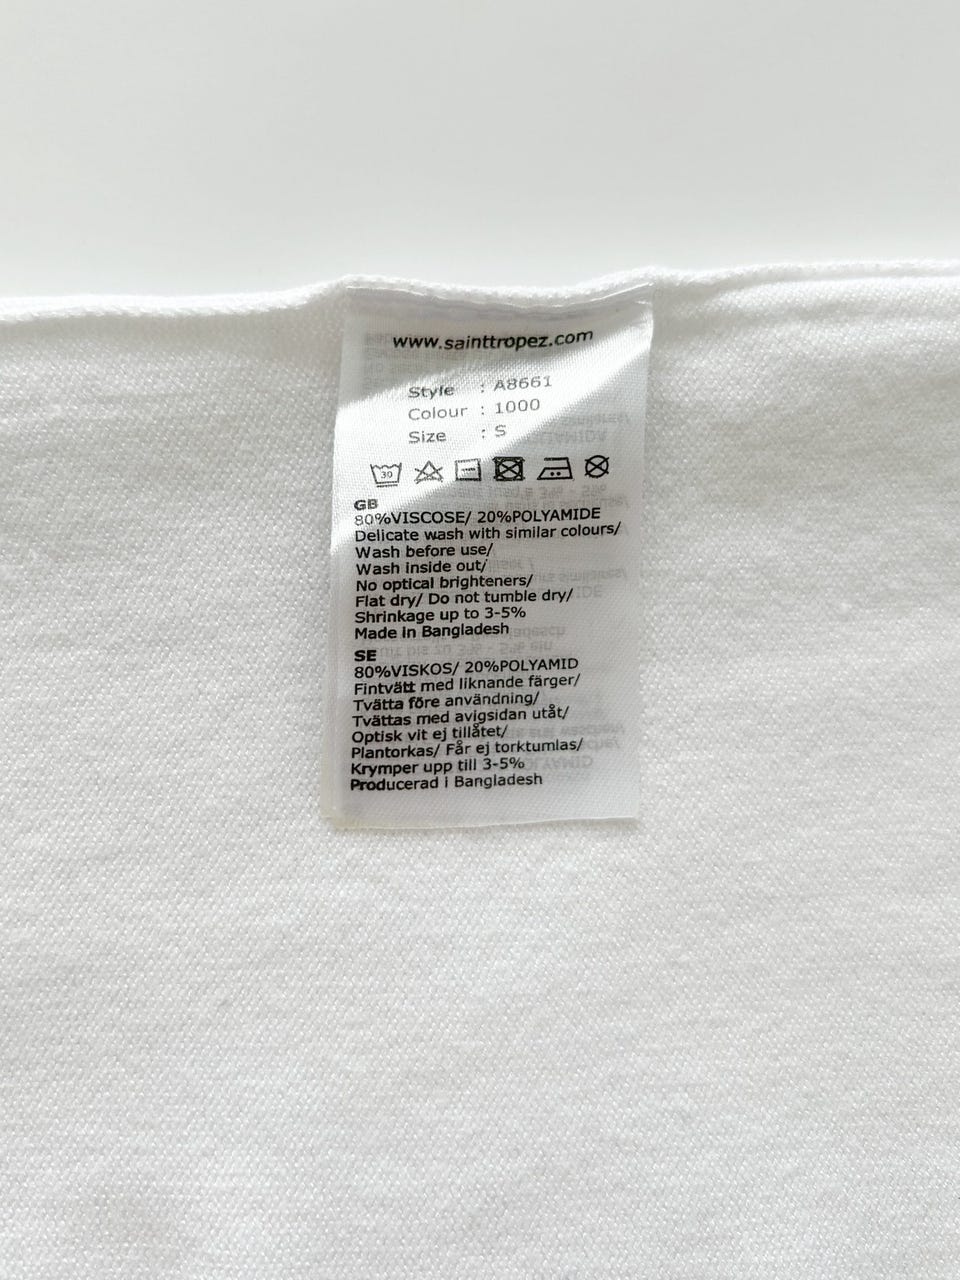 www.sainttropez.com
Style : A8661
Colour : 1000
Size : S
30
GB
80%VISCOSE/ 20%POLYAMIDE
Delicate wash with similar colours/
Wash before use/
Wash inside out/
No optical brighteners/
Flat dry/ Do not tumble dry/
Shrinkage up to 3-5%
Made in Bangladesh
SE
80%VISKOS/ 20%POLYAMID
Fintvätt med liknande färger/
Tvätta före användning/
Tvättas med avigsidan utåt/
Optisk vit ej tillåtet/
Plantorkas/ Får ej torktumlas/
Krymper upp till 3-5%
Producerad i Bangladesh